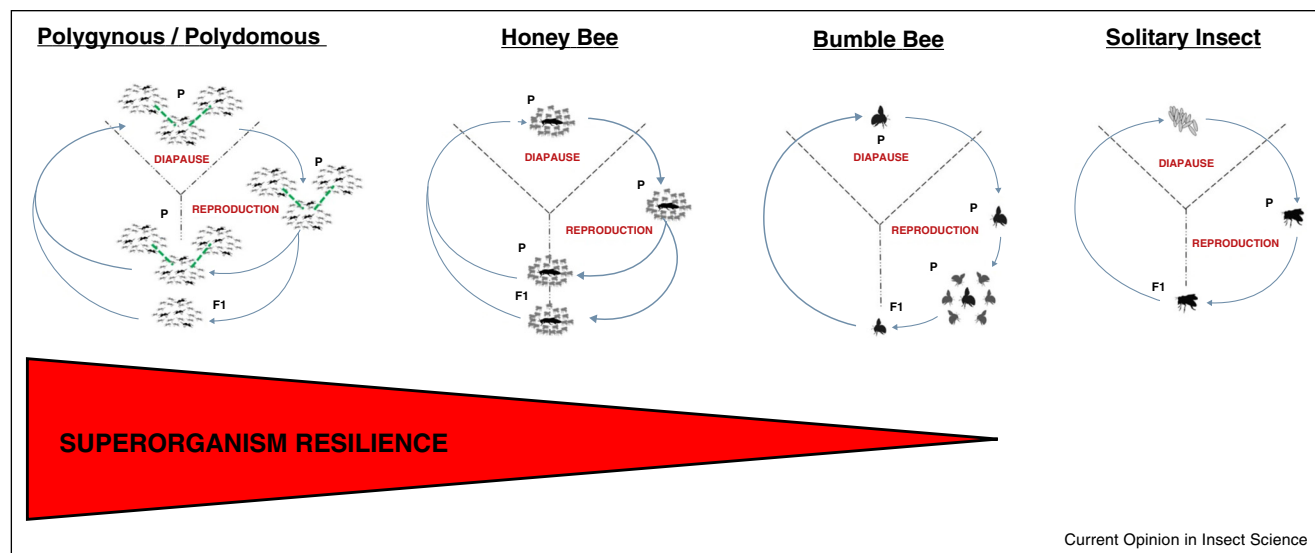 Polygynous / Polydomous
P
DIAPAUSE
P
REPRODUCTION
P
F1
Honey Bee
P
DIAPAUSE
P
REPRODUCTION
P
F1
Bumble Bee
P
DIAPAUSE
P
REPRODUCTION
P
F1
Solitary Insect
DIAPAUSE
P
REPRODUCTION
F1
SUPERORGANISM RESILIENCE
Current Opinion in Insect Science